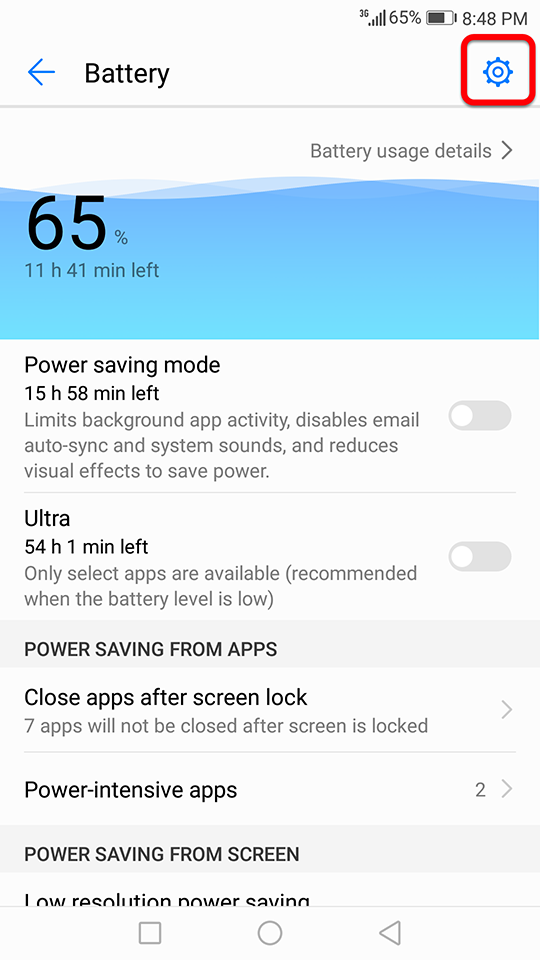 3G 65% 8:48 PM
Battery
Battery usage details
65 %
11 h 41 min left
Power saving mode
15 h 58 min left
Limits background app activity, disables email
auto-sync and system sounds, and reduces
visual effects to save power.
Ultra
54 h 1 min left
Only select apps are available (recommended
when the battery level is low)
POWER SAVING FROM APPS
Close apps after screen lock
7 apps will not be closed after screen is locked
Power-intensive apps 2
POWER SAVING FROM SCREEN
Low resolution power saving